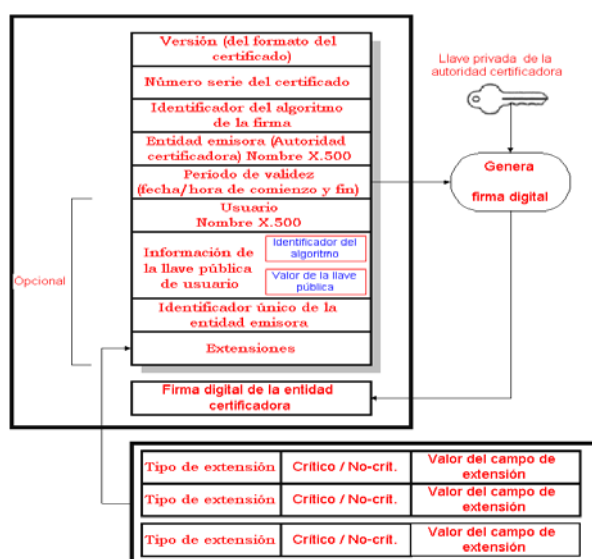 Versión (del formato del
certificado)
Número serie del certificado
Identificador del algoritmo
de la firma
Entidad emisora (Autoridad
certificadora) Nombre X.500
Periodo de validez
(fecha/hora de comienzo y fin)
Usuario
Nombre X.500
Información de
la llave pública
de usuario
Identificador del
algoritmo
Valor de la llave
pública
Identificador único de la
entidad emisora
Extensiones
Opcional
Firma digital de la entidad
certificadora
Llave privada de la
autoridad certificadora
Genera
firma digital
Tipo de extensión Crítico / No-crít. Valor del campo de
extensión
Tipo de extensión Crítico / No-crít. Valor del campo de
extensión
Tipo de extensión Crítico / No-crít. Valor del campo de
extensión